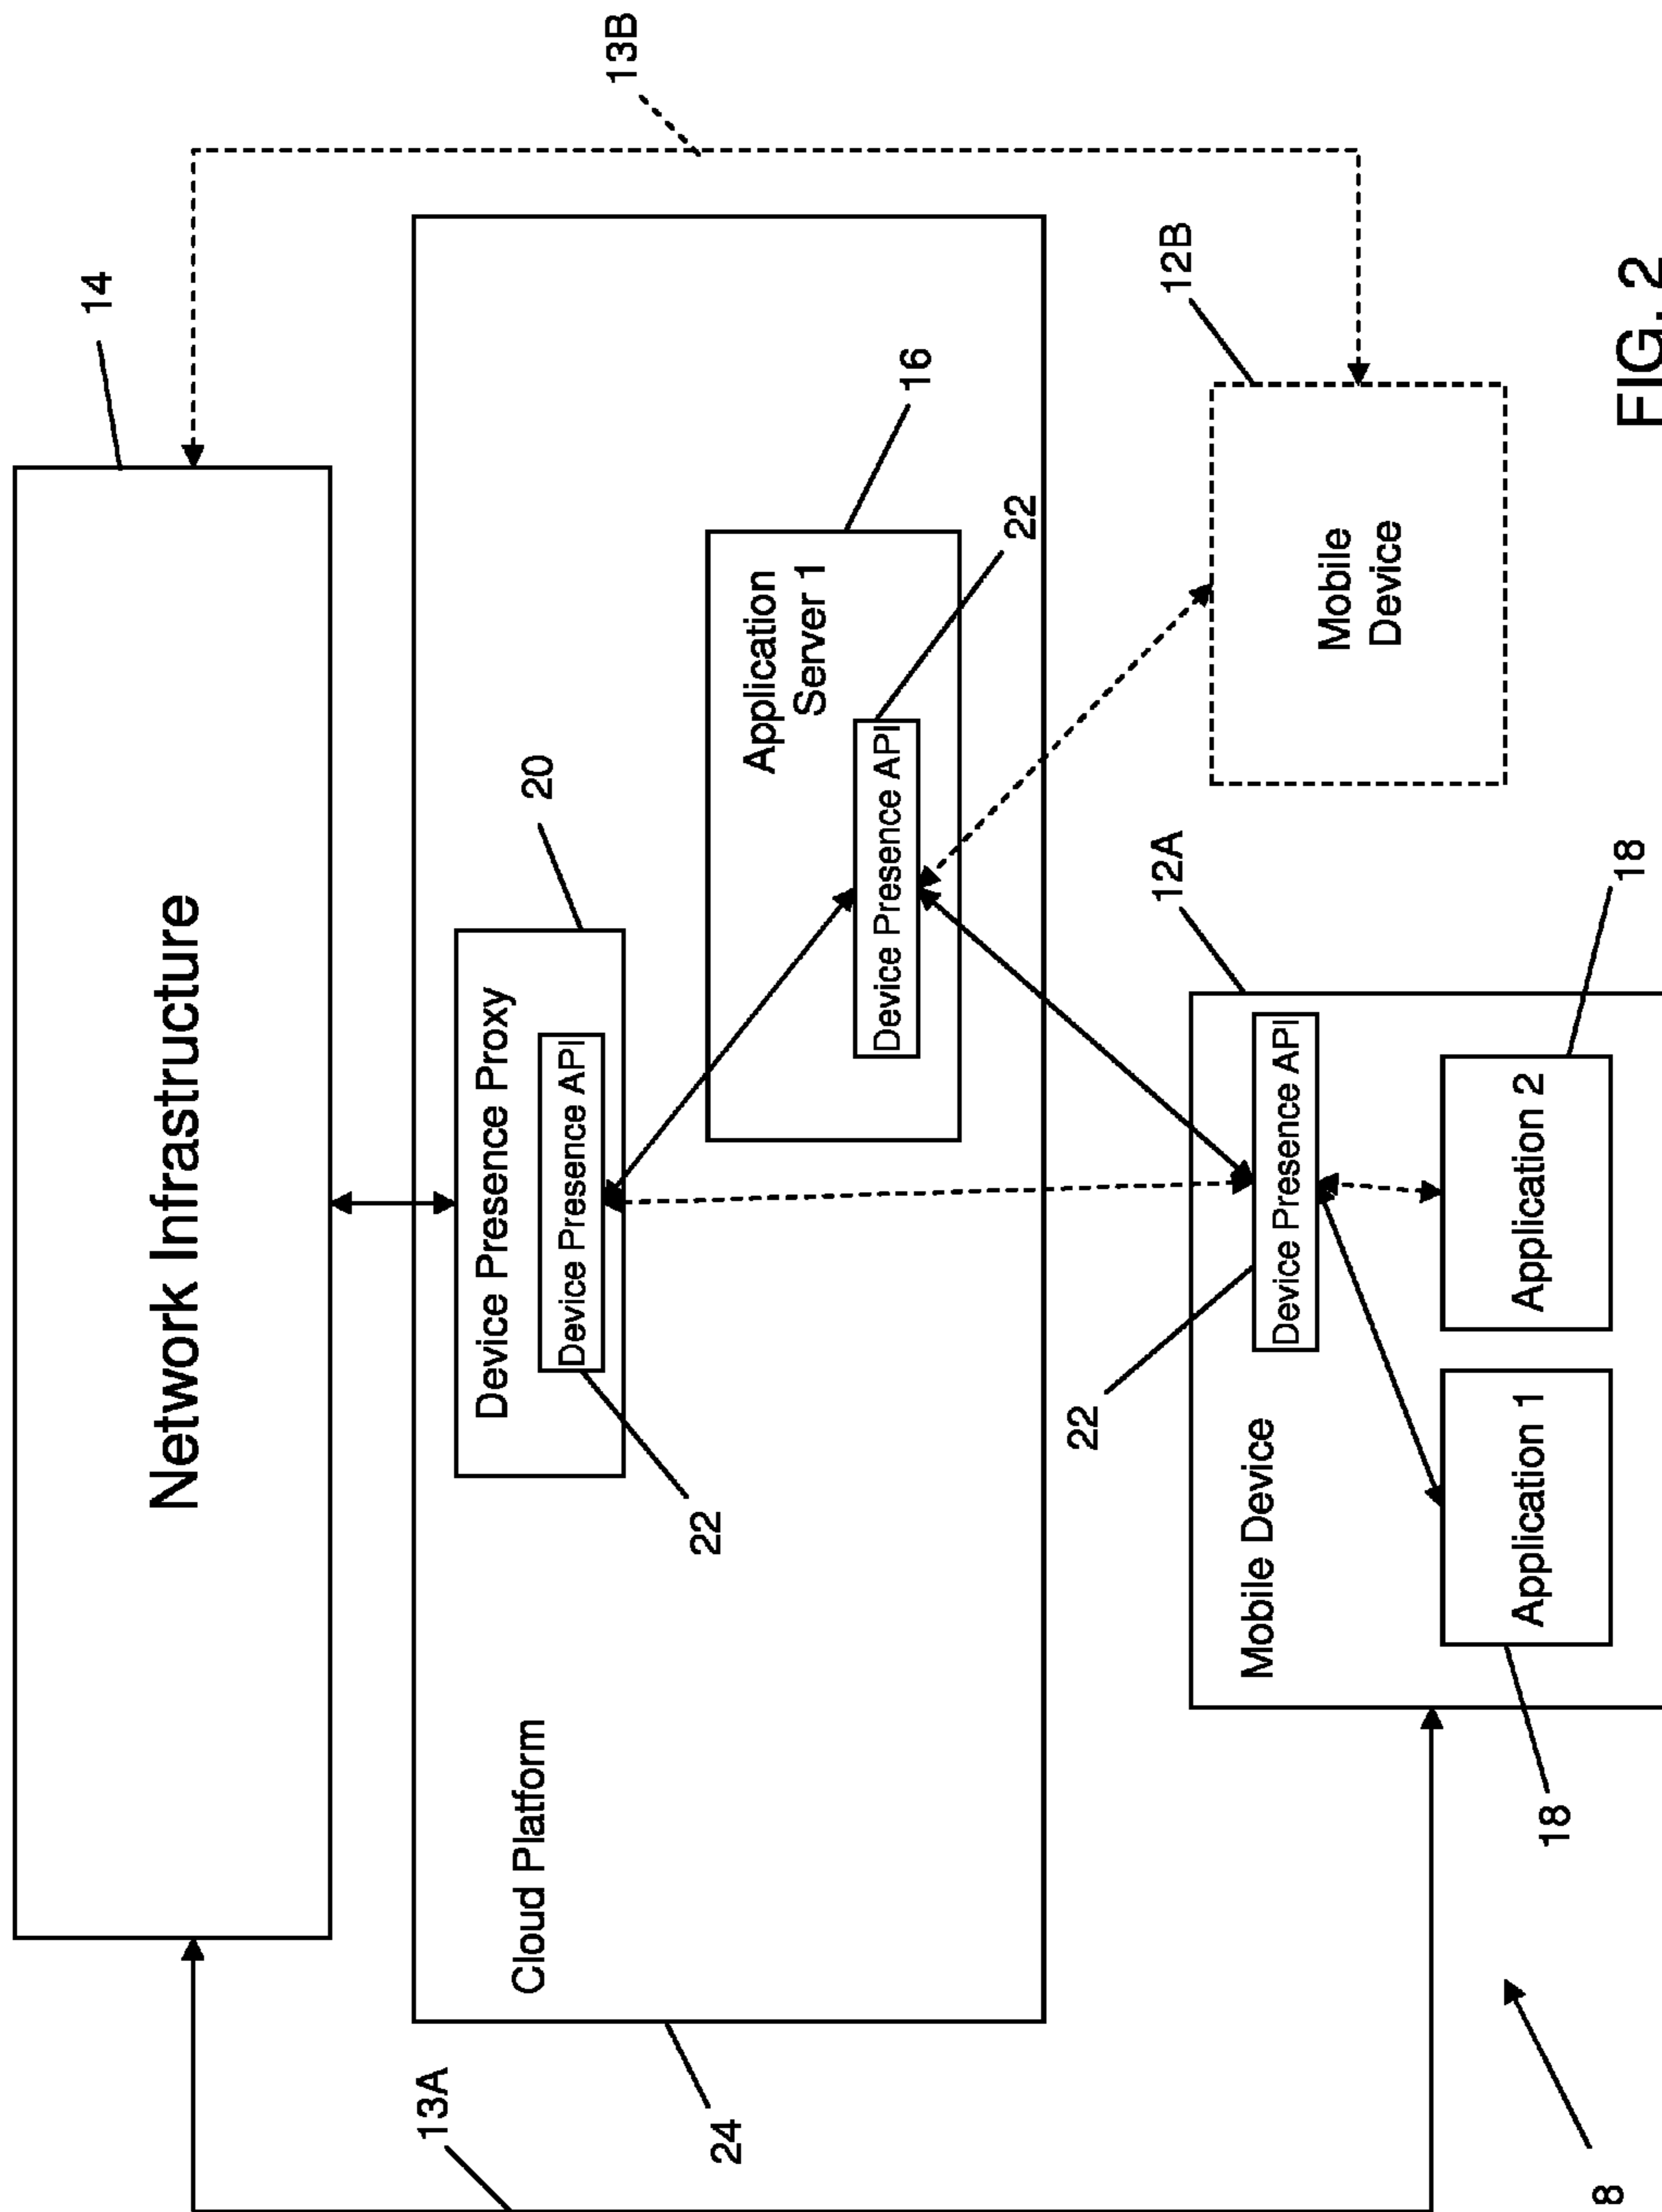 13A
Network Infrastructure
14
13B
24
Cloud Platform
Device Presence Proxy
20
Device Presence API
22
Application
Server 1
16
Device Presence API
22
12A
12B
Mobile Device
22
Device Presence API
Application 1
Application 2
18
18
Mobile
Device
8
FIG. 2